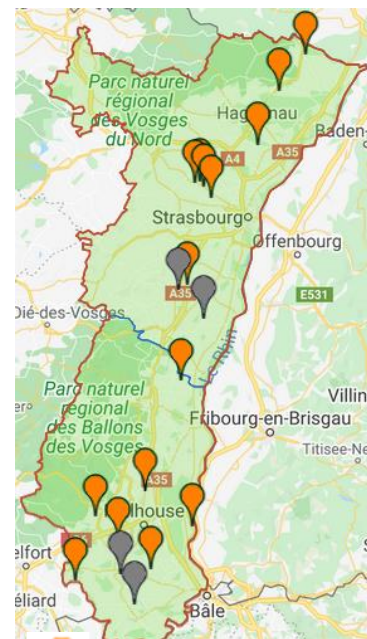 Parc naturel
régional
des Vosges
du Nord
Haguenau
Baden-
A4
A35
Strasbourg
Offenbourg
A35
E531
Dié-des-Vosges
Le Rhin
Parc naturel
régional
des Ballons
des Vosges
Villin
Fribourg-en-Brisgau
Titisee-Ne
A35
lhouse
elfort
éliard
Bâle